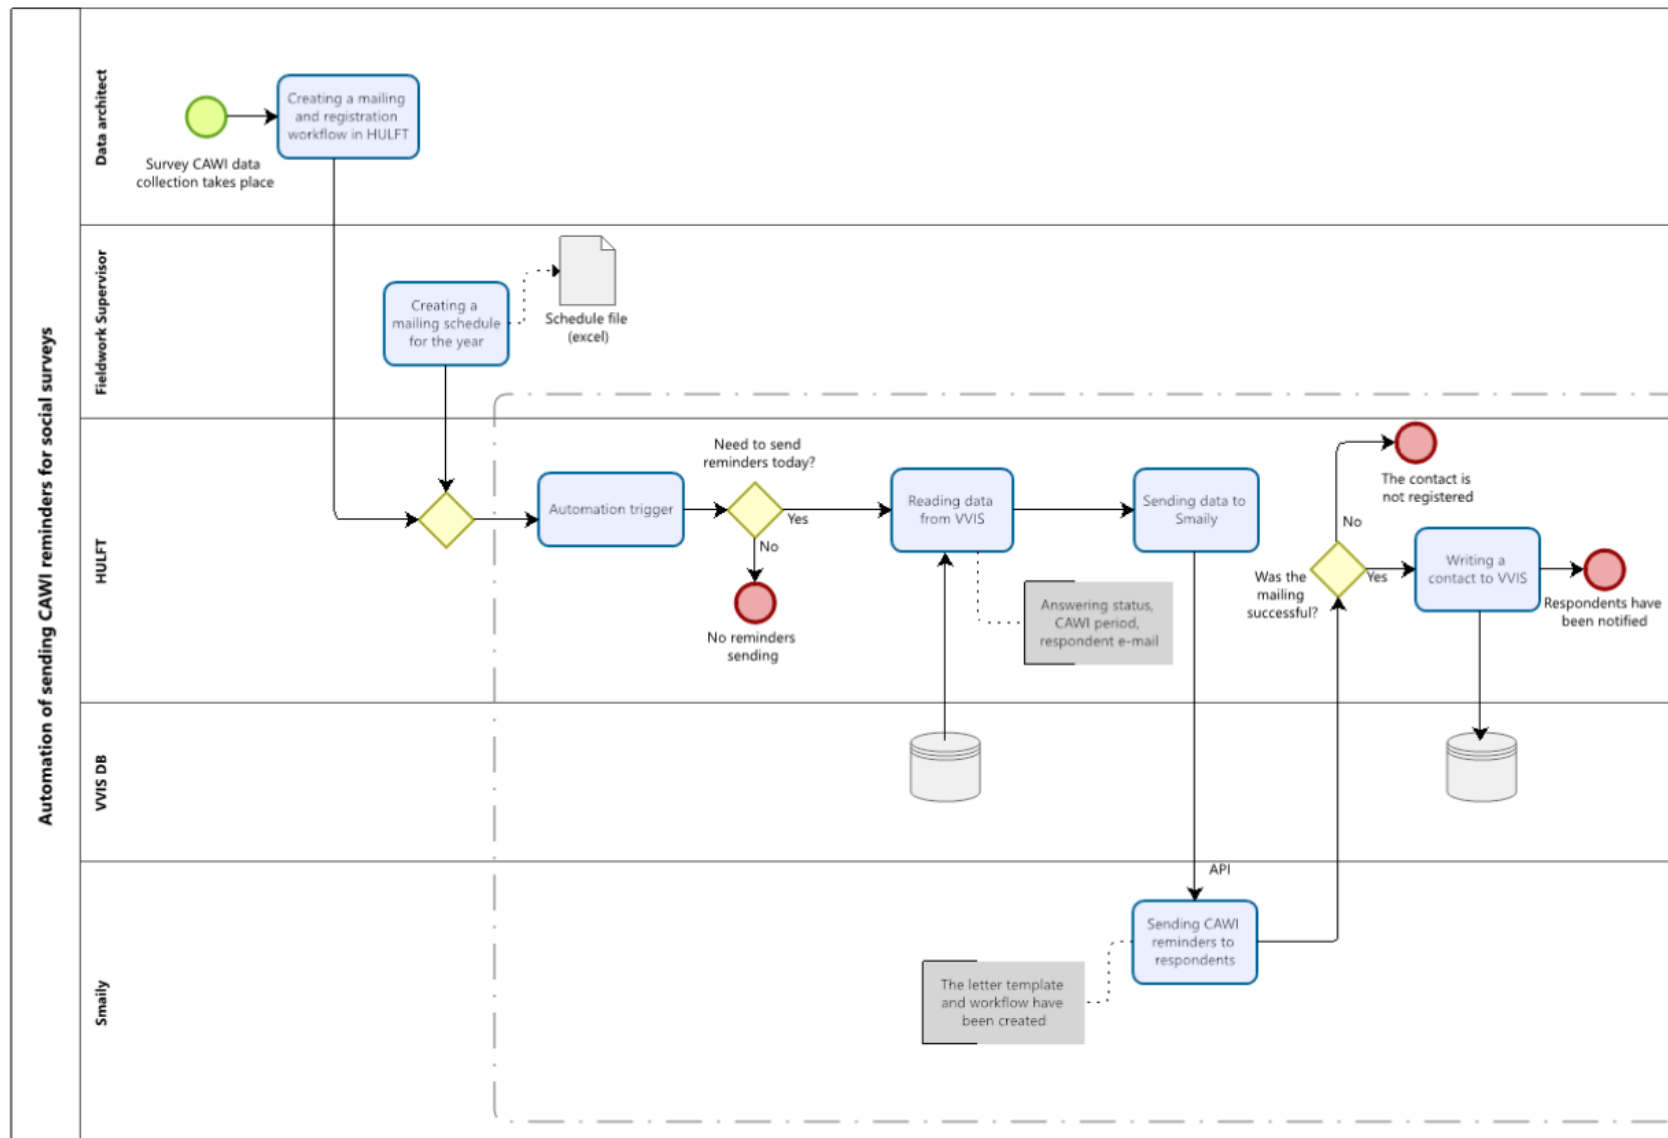 Automation of sending CAWI reminders for social surveys
Data architect
Survey CAWI data
collection takes place
Creating a mailing
and registration
workflow in HULFT
Fieldwork Supervisor
Creating a
mailing schedule
for the year
Schedule file
(excel)
HULFT
Automation trigger
Need to send
reminders today?
Yes
No
No reminders
sending
Reading data
from VVIS
Answering status,
CAWI period,
respondent e-mail
Sending data to
Smaily
Was the
mailing
successful?
No
The contact is
not registered
Yes
Writing a
contact to VVIS
Respondents have
been notified
VVIS DB
Smaily
API
Sending CAWI
reminders to
respondents
The letter template
and workflow have
been created